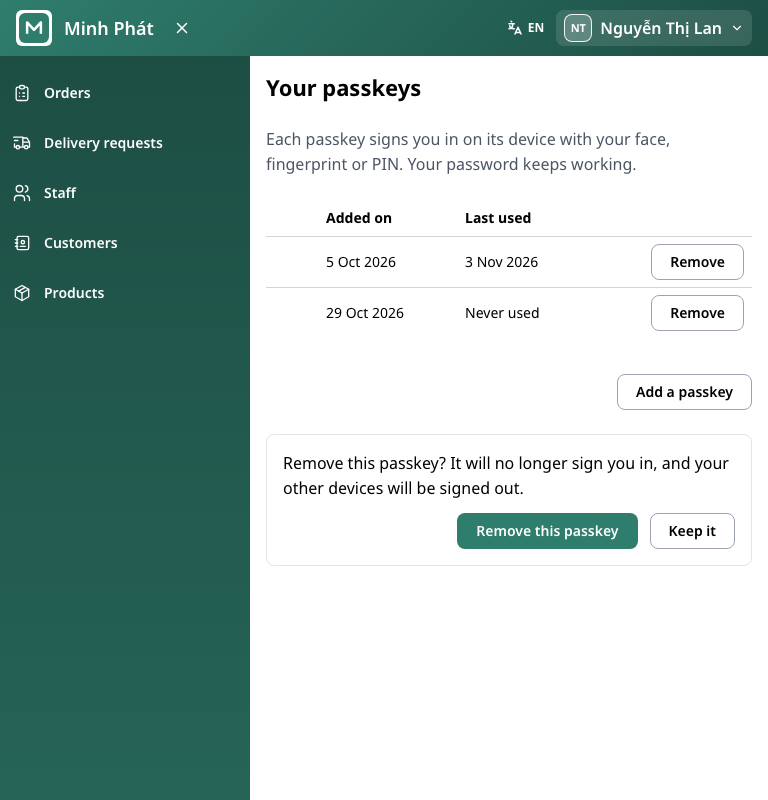 Minh Phát
EN
NT
Nguyễn Thị Lan
Orders
Delivery requests
Staff
Customers
Products
Your passkeys
Each passkey signs you in on its device with your face,
fingerprint or PIN. Your password keeps working.
Added on Last used
5 Oct 2026 3 Nov 2026 Remove
29 Oct 2026 Never used Remove
Add a passkey
Remove this passkey? It will no longer sign you in, and your
other devices will be signed out.
Remove this passkey Keep it